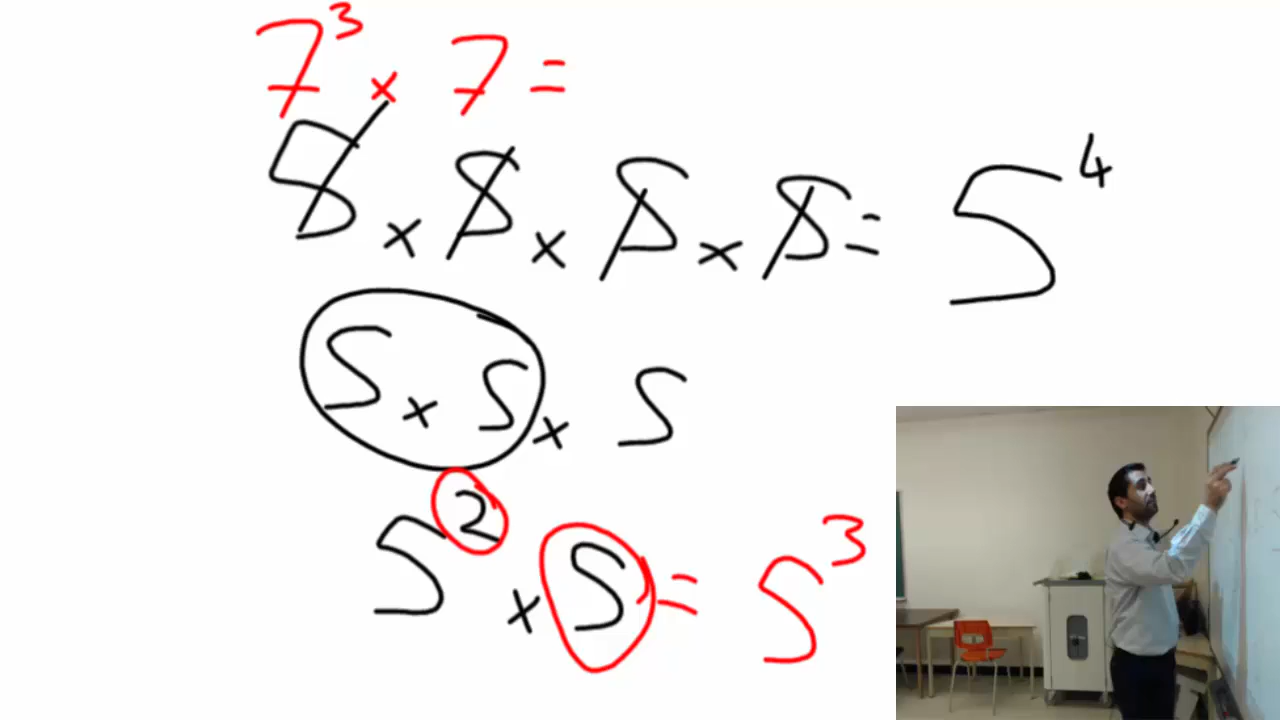 7³ × 7 =
5 × 5 × 5 × 5 = 5⁴
5 × 5 × 5
5² × 5 = 5³